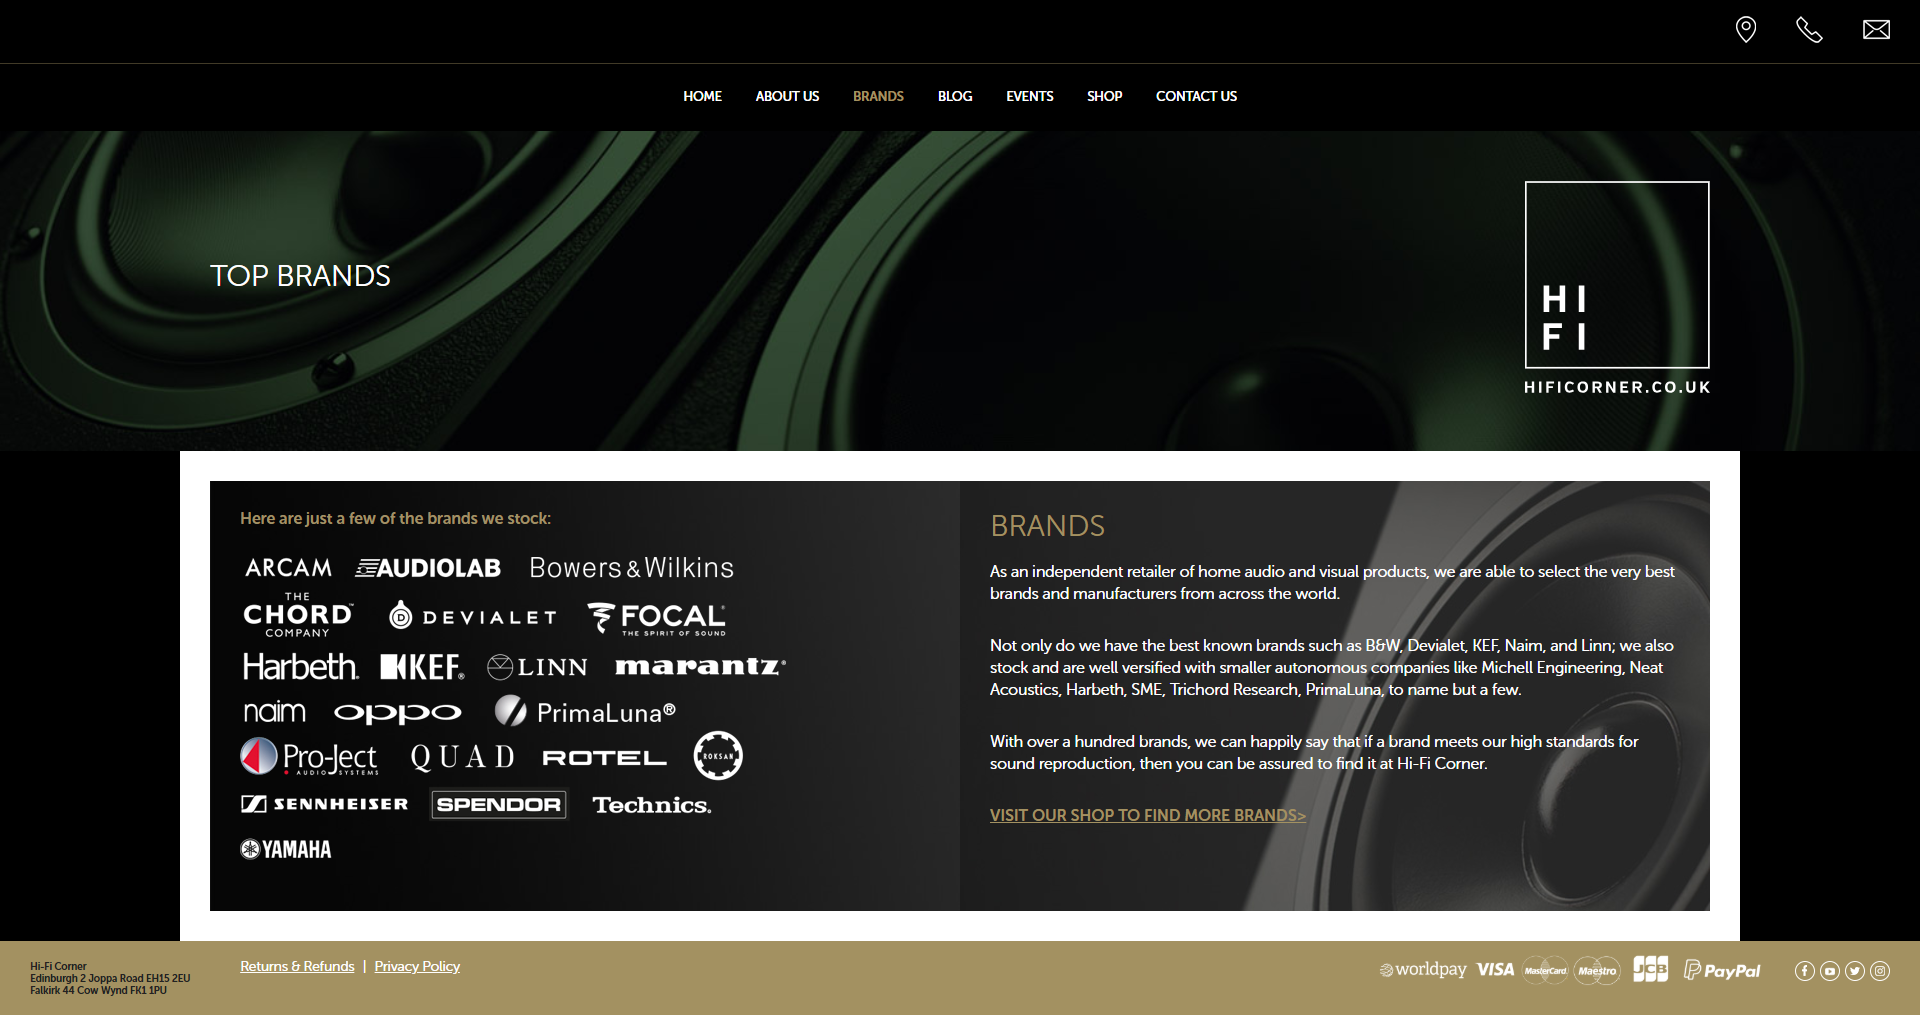 HOME ABOUT US BRANDS BLOG EVENTS SHOP CONTACT US
TOP BRANDS
HI
FI
HIFICORNER.CO.UK
Here are just a few of the brands we stock:
ARCAM AUDIOLAB Bowers & Wilkins
THE
CHORD™
COMPANY
DEVIALET
FOCAL®
THE SPIRIT OF SOUND
Harbeth® KEF® LINN marantz®
naim oppo PrimaLuna®
Pro-Ject
AUDIO SYSTEMS
QUAD ROTEL ROKSAN
SENNHEISER SPENDOR Technics®
YAMAHA
BRANDS
As an independent retailer of home audio and visual products, we are able to select the very best
brands and manufacturers from across the world.
Not only do we have the best known brands such as B&W, Devialet, KEF, Naim, and Linn; we also
stock and are well versified with smaller autonomous companies like Michell Engineering, Neat
Acoustics, Harbeth, SME, Trichord Research, PrimaLuna, to name but a few.
With over a hundred brands, we can happily say that if a brand meets our high standards for
sound reproduction, then you can be assured to find it at Hi-Fi Corner.
VISIT OUR SHOP TO FIND MORE BRANDS>
Hi-Fi Corner
Edinburgh 2 Joppa Road EH15 2EU
Falkirk 44 Cow Wynd FK1 1PU
Returns & Refunds | Privacy Policy
worldpay VISA MasterCard Maestro JCB PayPal